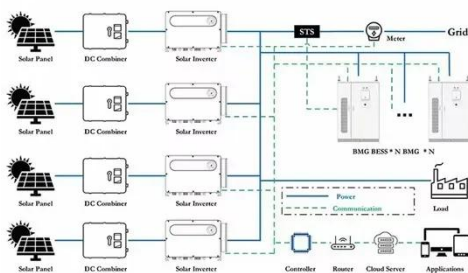 STS
Meter
Grid
Solar Panel
DC Combiner
Solar Inverter
Solar Panel
DC Combiner
Solar Inverter
BMG BESS * N BMG * N
Solar Panel
DC Combiner
Solar Inverter
Power
Communication
Load
Solar Panel
DC Combiner
Solar Inverter
Controller
Router
Cloud Server
Application